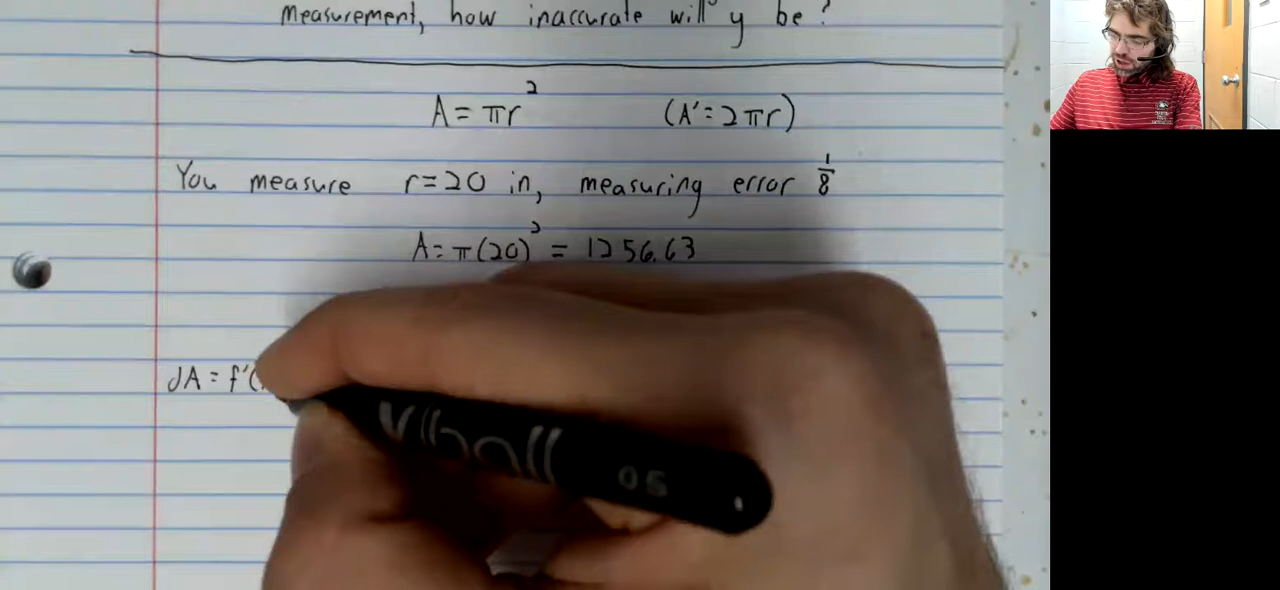 measurement, how inaccurate will y be?
A = πr² (A' = 2πr)
You measure r = 20 in, measuring error 1/8
A = π(20)² = 1256.63
dA = f'(
05